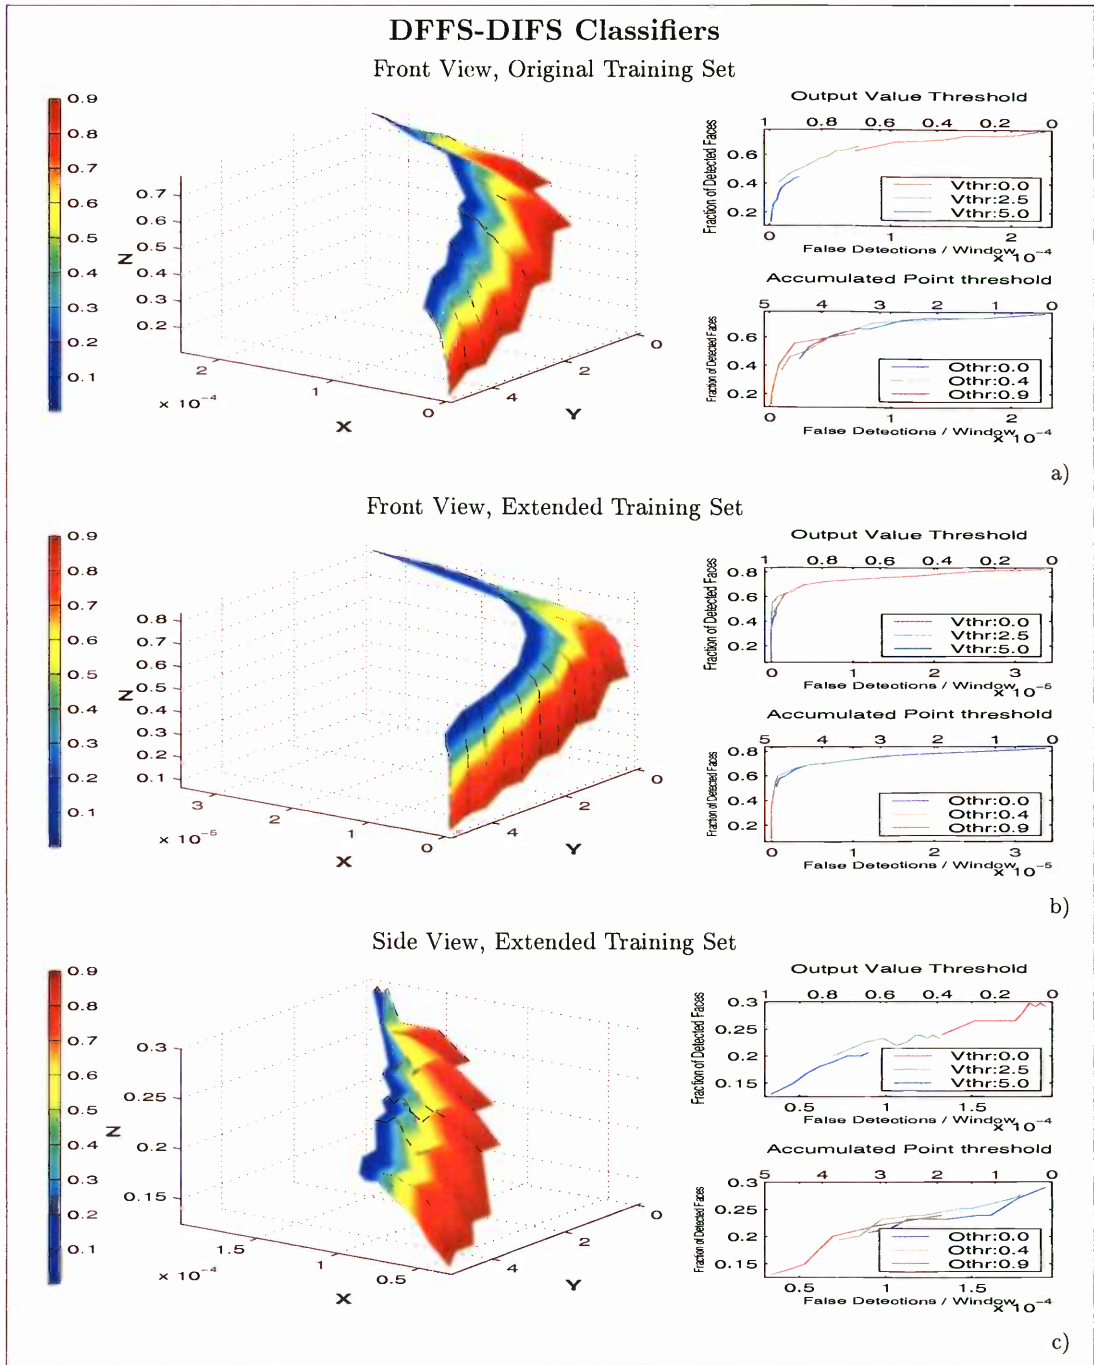 DFFS-DIFS Classifiers
Front View, Original Training Set
0.9
0.8
0.7
0.6
0.5
0.4
0.3
0.2
0.1
N
0.7
0.6
0.5
0.4
0.3
0.2
2
1
0
× 10⁻⁴
X
4
2
0
Y
Output Value Threshold
1 0.8 0.6 0.4 0.2 0
Fraction of Detected Faces
0.6
0.4
0.2
Vthr:0.0
Vthr:2.5
Vthr:5.0
0 1 2
False Detections / Window × 10⁻⁴
Accumulated Point threshold
5 4 3 2 1 0
Fraction of Detected Faces
0.6
0.4
0.2
Othr:0.0
Othr:0.4
Othr:0.9
0 1 2
False Detections / Window × 10⁻⁴
a)
Front View, Extended Training Set
0.9
0.8
0.7
0.6
0.5
0.4
0.3
0.2
0.1
N
0.8
0.7
0.6
0.5
0.4
0.3
0.2
0.1
3
2
1
0
× 10⁻⁵
X
4
2
0
Y
Output Value Threshold
1 0.8 0.6 0.4 0.2 0
Fraction of Detected Faces
0.8
0.6
0.4
0.2
Vthr:0.0
Vthr:2.5
Vthr:5.0
0 1 2 3
False Detections / Window × 10⁻⁵
Accumulated Point threshold
5 4 3 2 1 0
Fraction of Detected Faces
0.8
0.6
0.4
0.2
Othr:0.0
Othr:0.4
Othr:0.9
0 1 2 3
False Detections / Window × 10⁻⁵
b)
Side View, Extended Training Set
0.9
0.8
0.7
0.6
0.5
0.4
0.3
0.2
0.1
N
0.3
0.25
0.2
0.15
1.5
1
0.5
× 10⁻⁴
X
4
2
0
Y
Output Value Threshold
1 0.8 0.6 0.4 0.2 0
Fraction of Detected Faces
0.3
0.25
0.2
0.15
Vthr:0.0
Vthr:2.5
Vthr:5.0
0.5 1 1.5
False Detections / Window × 10⁻⁴
Accumulated Point threshold
5 4 3 2 1 0
Fraction of Detected Faces
0.3
0.25
0.2
0.15
Othr:0.0
Othr:0.4
Othr:0.9
0.5 1 1.5
False Detections / Window × 10⁻⁴
c)